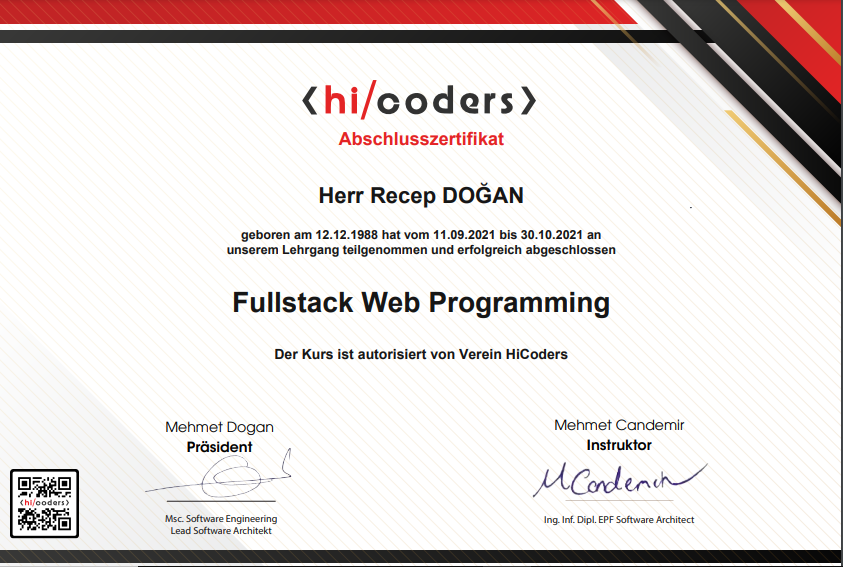 <hi/coders>
Abschlusszertifikat
Herr Recep DOĞAN
geboren am 12.12.1988 hat vom 11.09.2021 bis 30.10.2021 an
unserem Lehrgang teilgenommen und erfolgreich abgeschlossen
Fullstack Web Programming
Der Kurs ist autorisiert von Verein HiCoders
Mehmet Dogan
Präsident
Msc. Software Engineering
Lead Software Architekt
Mehmet Candemir
Instruktor
M Candemir
Ing. Inf. Dipl. EPF Software Architect
<hi/coders>